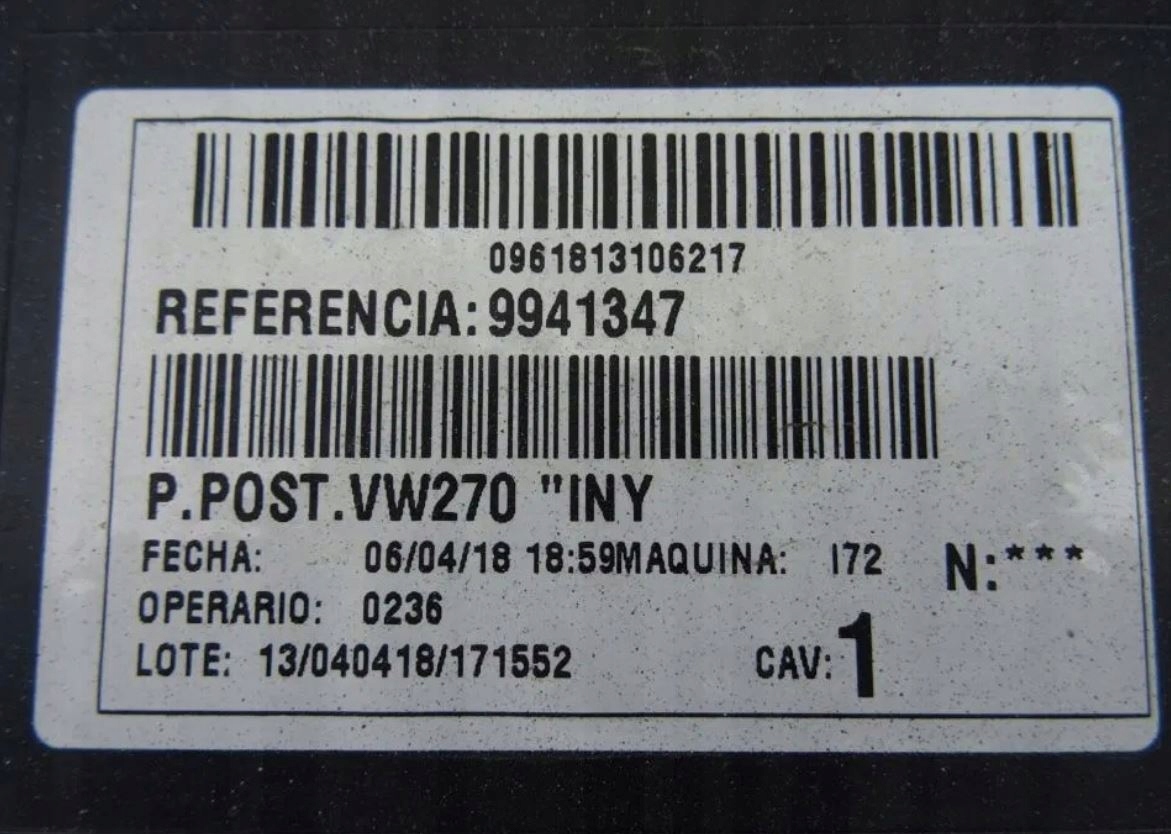 0961813106217
REFERENCIA: 9941347
P.POST.VW270 "INY
FECHA: 06/04/18 18:59MAQUINA: I72 N:***
OPERARIO: 0236
LOTE: 13/040418/171552 CAV: 1